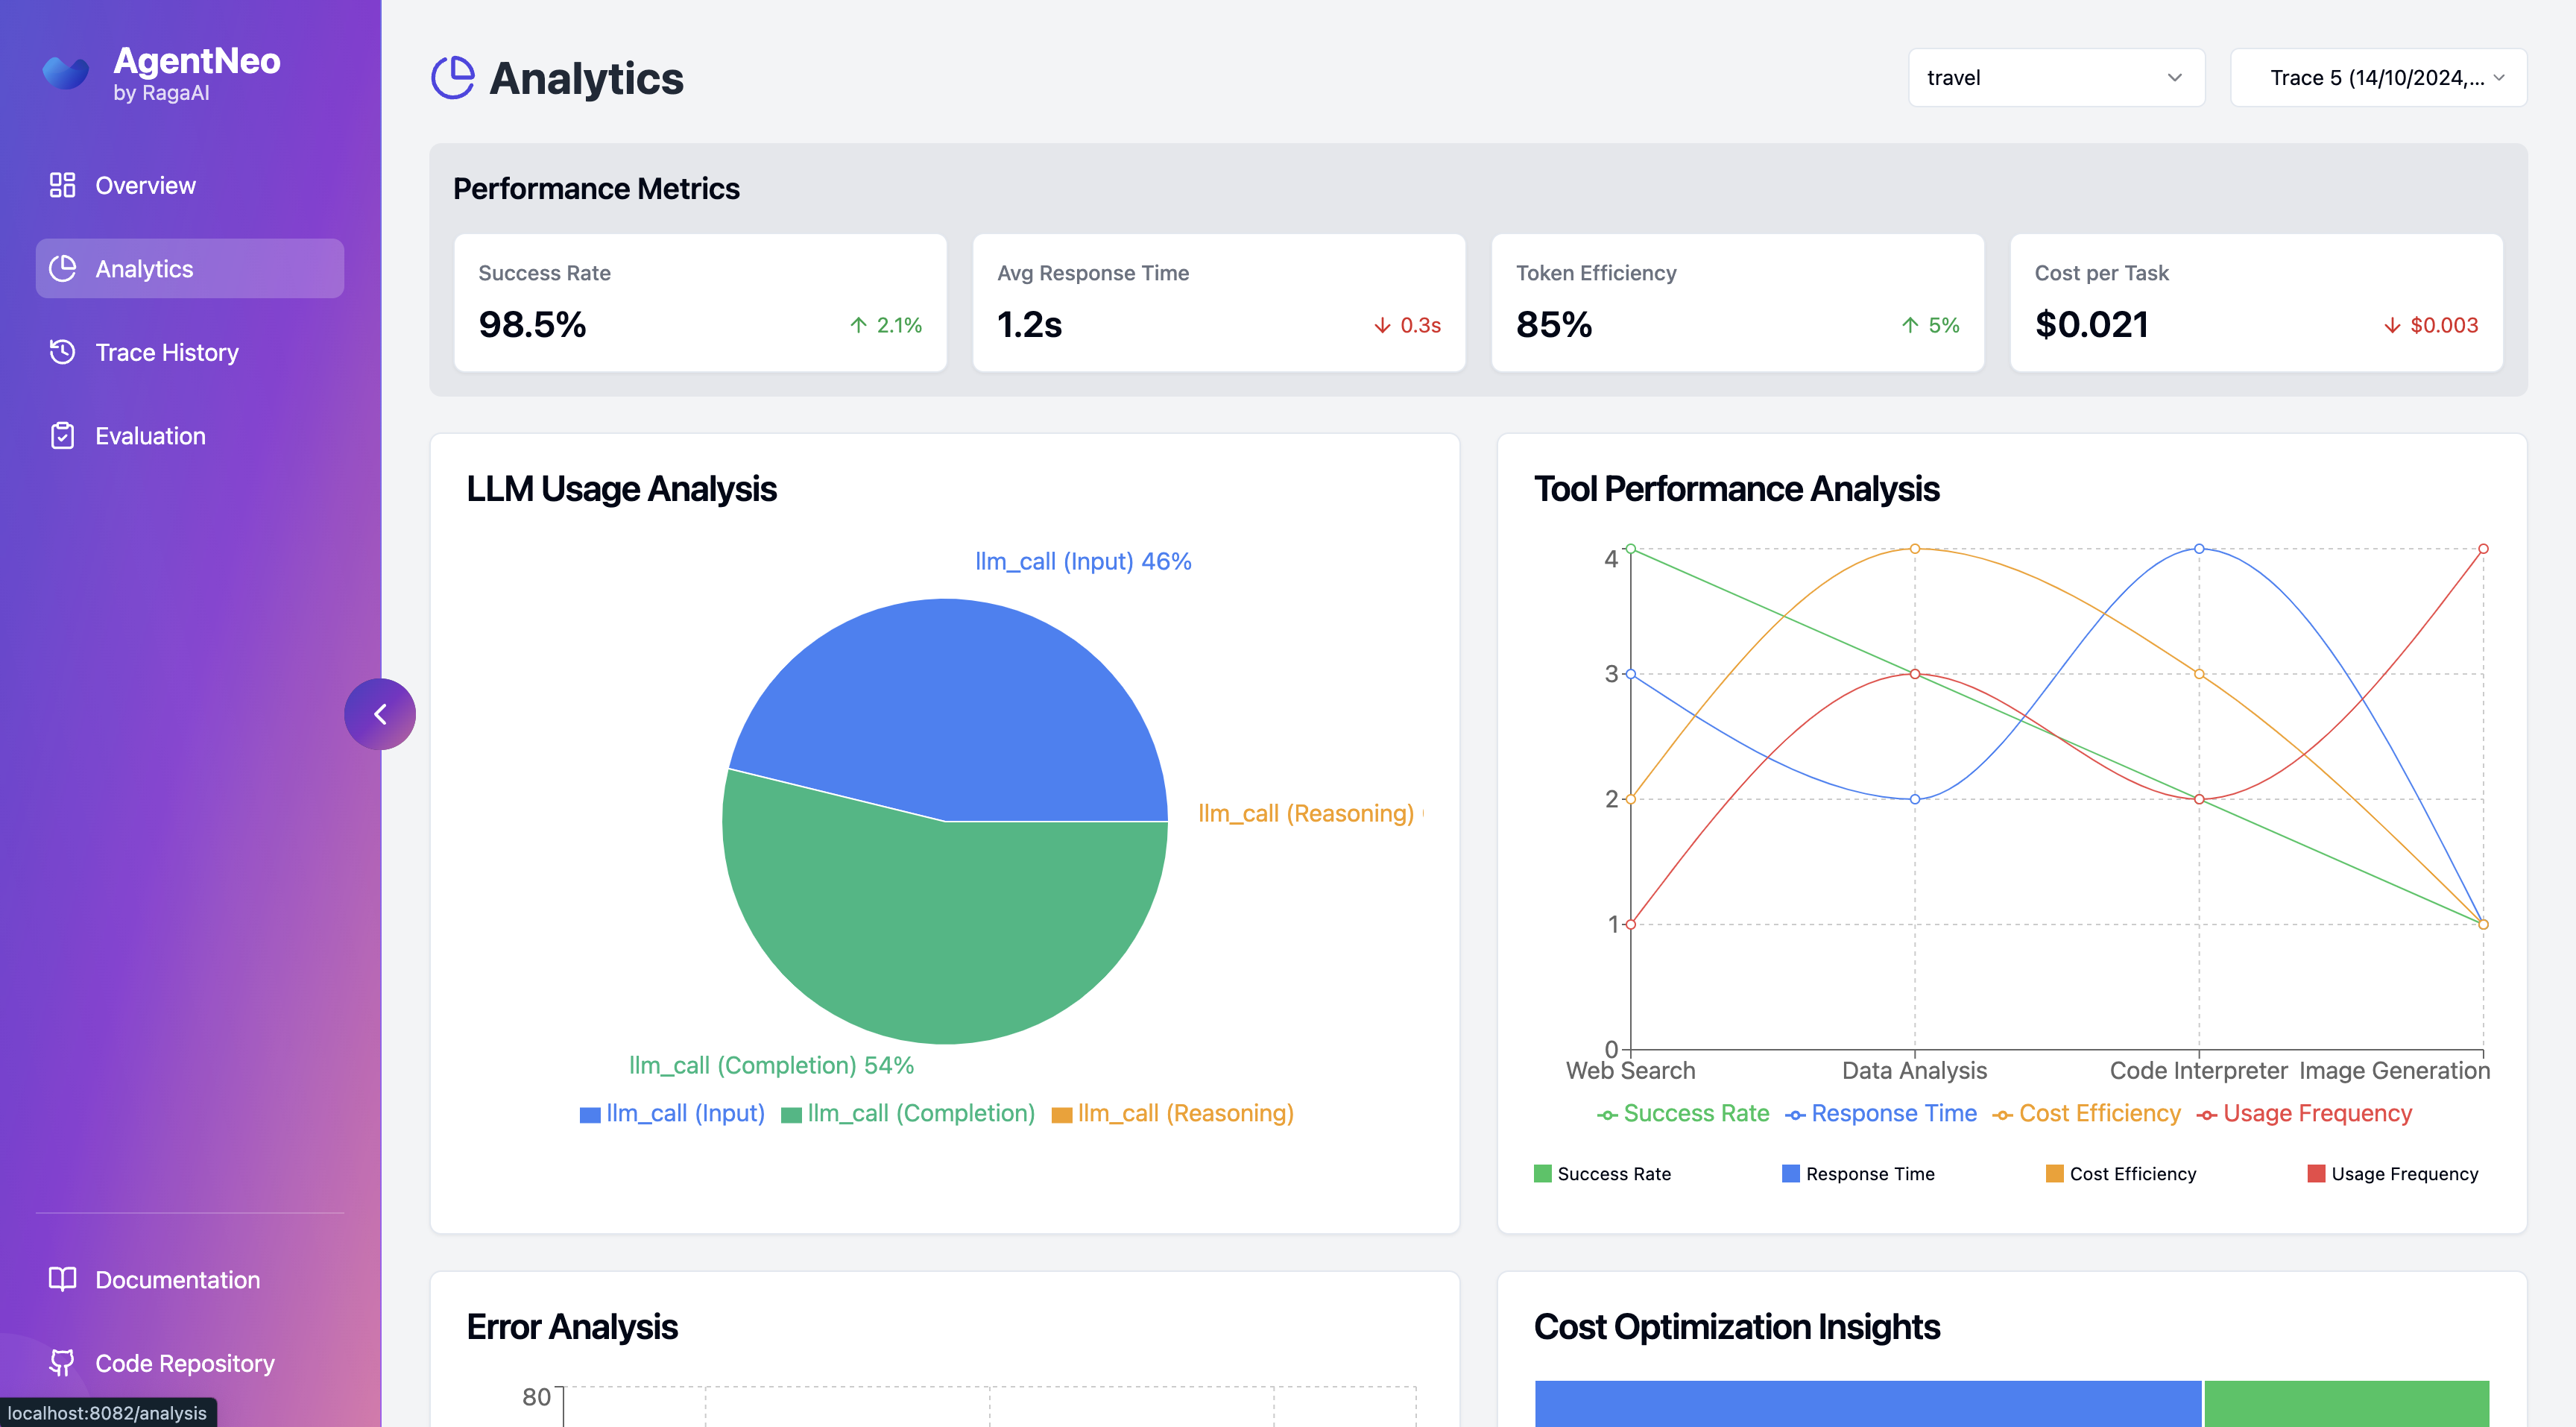 AgentNeo
by RagaAI
Overview
Analytics
Trace History
Evaluation
Documentation
Code Repository
localhost:8082/analysis
Analytics
travel
Trace 5 (14/10/2024,...
Performance Metrics
Success Rate
98.5%
↑ 2.1%
Avg Response Time
1.2s
↓ 0.3s
Token Efficiency
85%
↑ 5%
Cost per Task
$0.021
↓ $0.003
LLM Usage Analysis
llm_call (Input) 46%
llm_call (Reasoning)
llm_call (Completion) 54%
llm_call (Input) llm_call (Completion) llm_call (Reasoning)
Tool Performance Analysis
4
3
2
1
0
Web Search Data Analysis Code Interpreter Image Generation
Success Rate Response Time Cost Efficiency Usage Frequency
Success Rate Response Time Cost Efficiency Usage Frequency
Error Analysis
80
Cost Optimization Insights